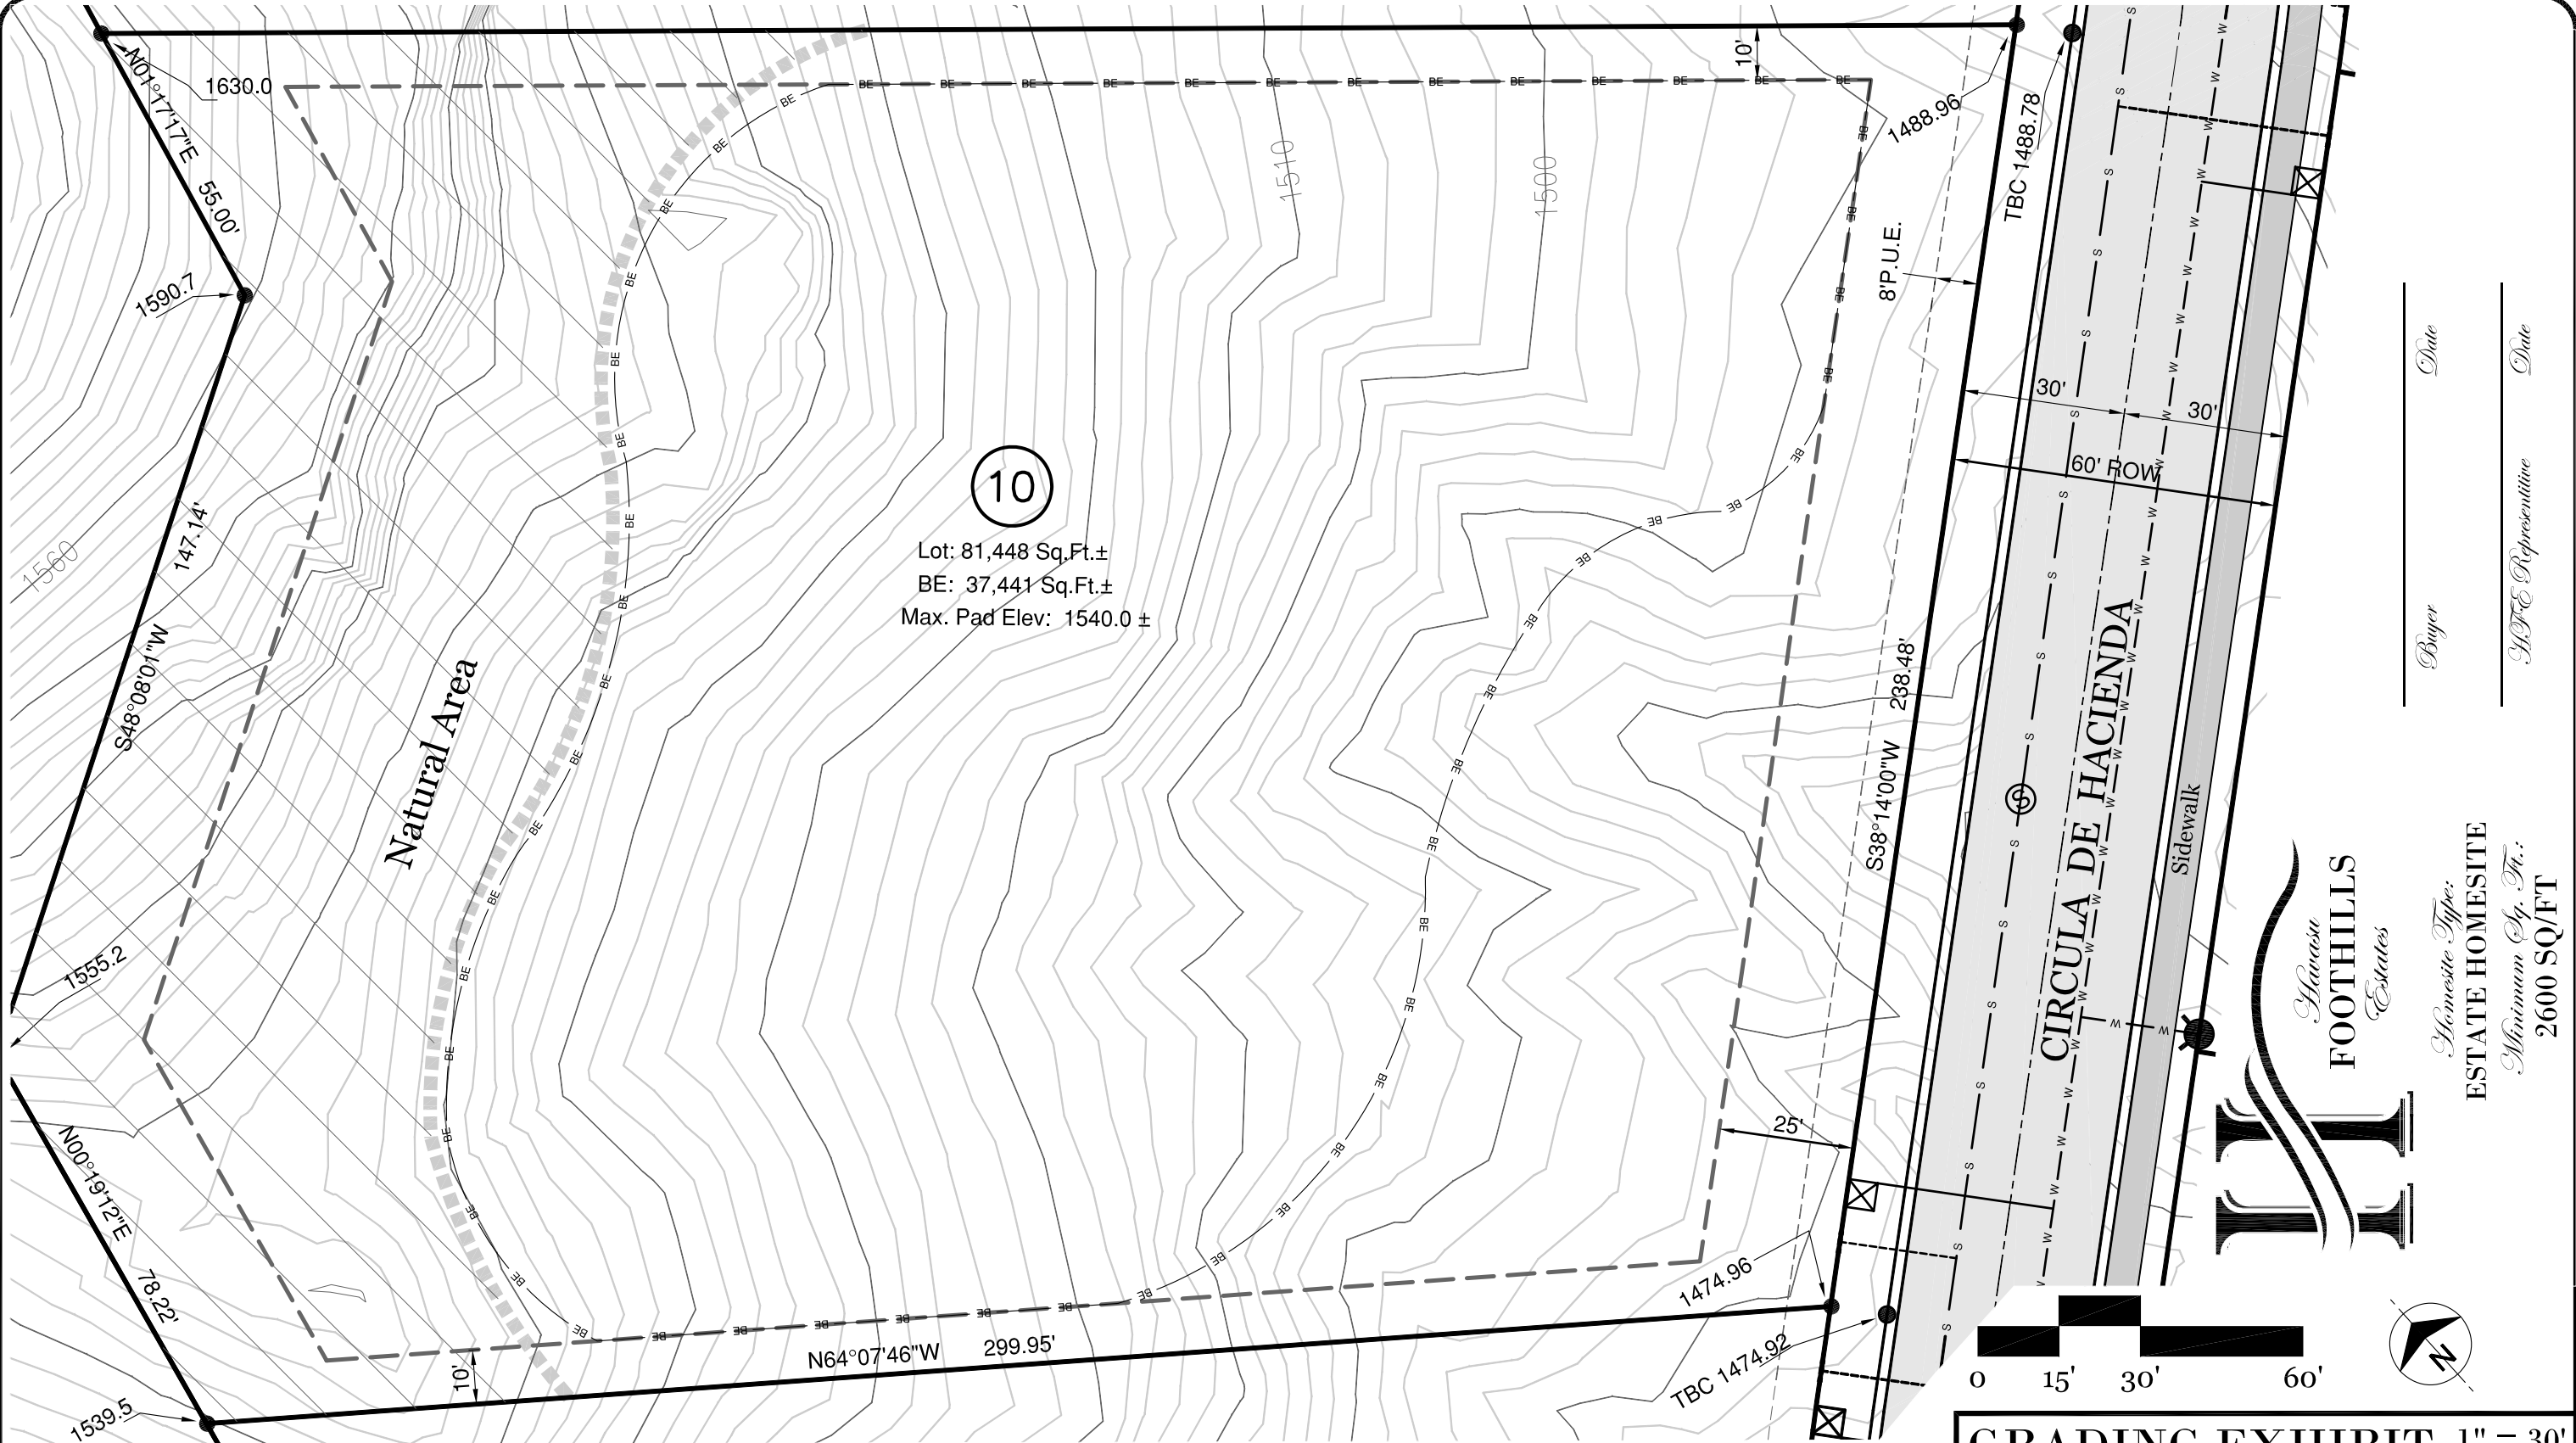 N01°17'17"E 55.00'
1630.0
1590.7
147.14'
S48°08'01"W
1560
1555.2
N00°19'12"E 78.22'
1539.5
10'
Natural Area
BE
10
Lot: 81,448 Sq.Ft.±
BE: 37,441 Sq.Ft.±
Max. Pad Elev: 1540.0 ±
1510
1500
10'
1488.96
TBC 1488.78
8'P.U.E.
30'
30'
60' ROW
238.48'
S38°14'00"W
CIRCULA DE HACIENDA
Sidewalk
S
W
25'
1474.96
TBC 1474.92
N64°07'46"W 299.95'
Buyer Date
H.F.E Representitive Date
Havasu
FOOTHILLS
Estates
Homesite Type:
ESTATE HOMESITE
Minimum Sq. Ft.:
2600 SQ/FT
0 15' 30' 60'
N
GRADING EXHIBIT 1" = 30'